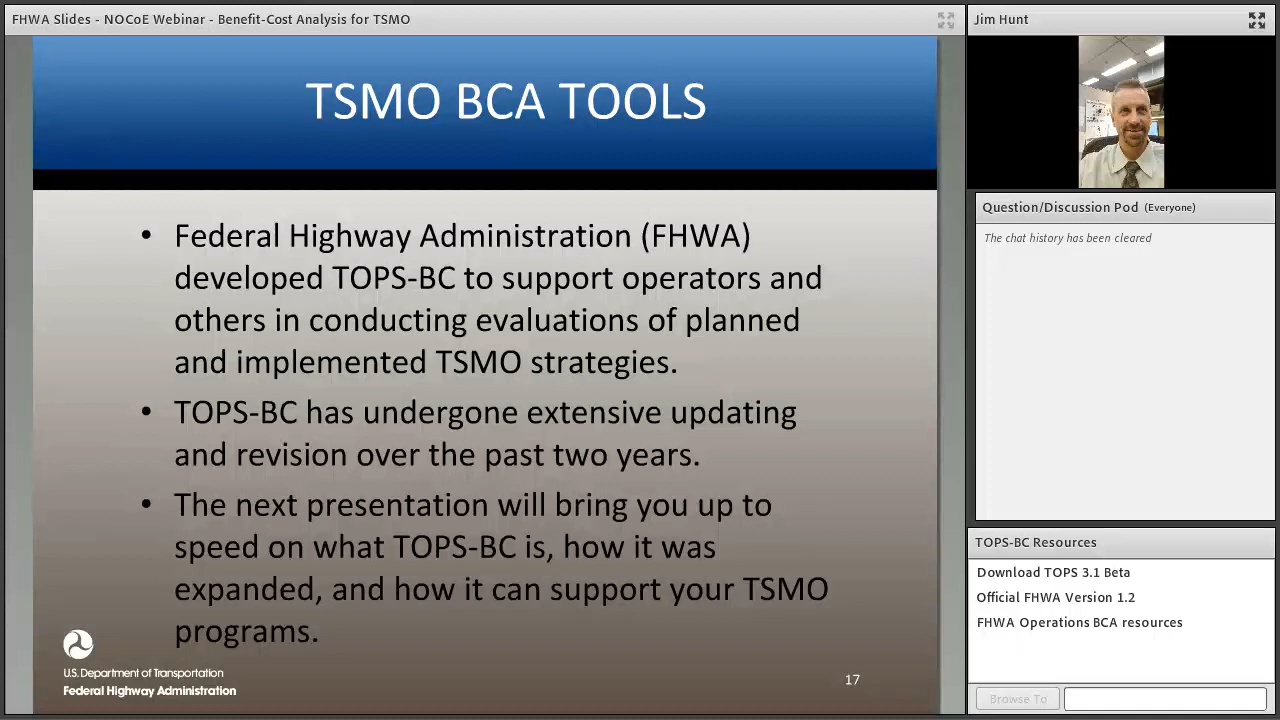 FHWA Slides - NOCoE Webinar - Benefit-Cost Analysis for TSMO
TSMO BCA TOOLS
• Federal Highway Administration (FHWA)
developed TOPS-BC to support operators and
others in conducting evaluations of planned
and implemented TSMO strategies.
• TOPS-BC has undergone extensive updating
and revision over the past two years.
• The next presentation will bring you up to
speed on what TOPS-BC is, how it was
expanded, and how it can support your TSMO
programs.
U.S. Department of Transportation
Federal Highway Administration
17
Jim Hunt
Question/Discussion Pod (Everyone)
The chat history has been cleared
TOPS-BC Resources
Download TOPS 3.1 Beta
Official FHWA Version 1.2
FHWA Operations BCA resources
Browse To